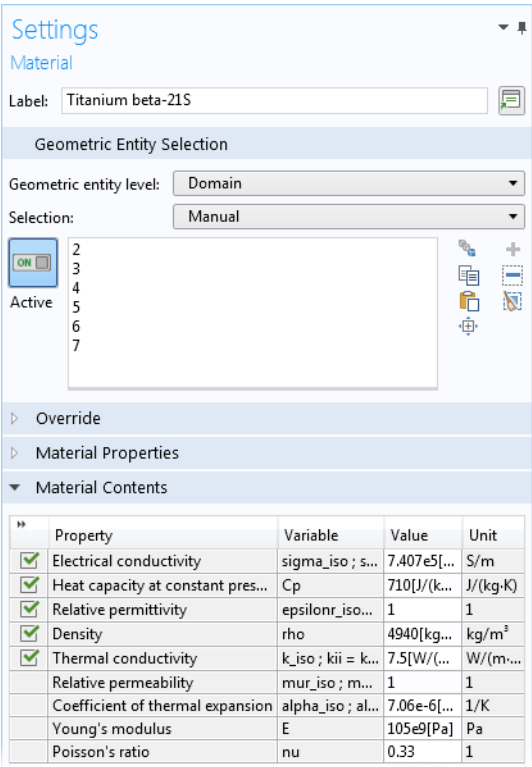 Settings
Material
Label: Titanium beta-21S
Geometric Entity Selection
Geometric entity level: Domain
Selection: Manual
ON
Active
2
3
4
5
6
7
Override
Material Properties
Material Contents
Property Variable Value Unit
Electrical conductivity sigma_iso ; s... 7.407e5[... S/m
Heat capacity at constant pres... Cp 710[J/(k... J/(kg·K)
Relative permittivity epsilonr_iso... 1 1
Density rho 4940[kg... kg/m³
Thermal conductivity k_iso ; kii = k... 7.5[W/(... W/(m·...
Relative permeability mur_iso ; m... 1 1
Coefficient of thermal expansion alpha_iso ; al... 7.06e-6[... 1/K
Young's modulus E 105e9[Pa] Pa
Poisson's ratio nu 0.33 1